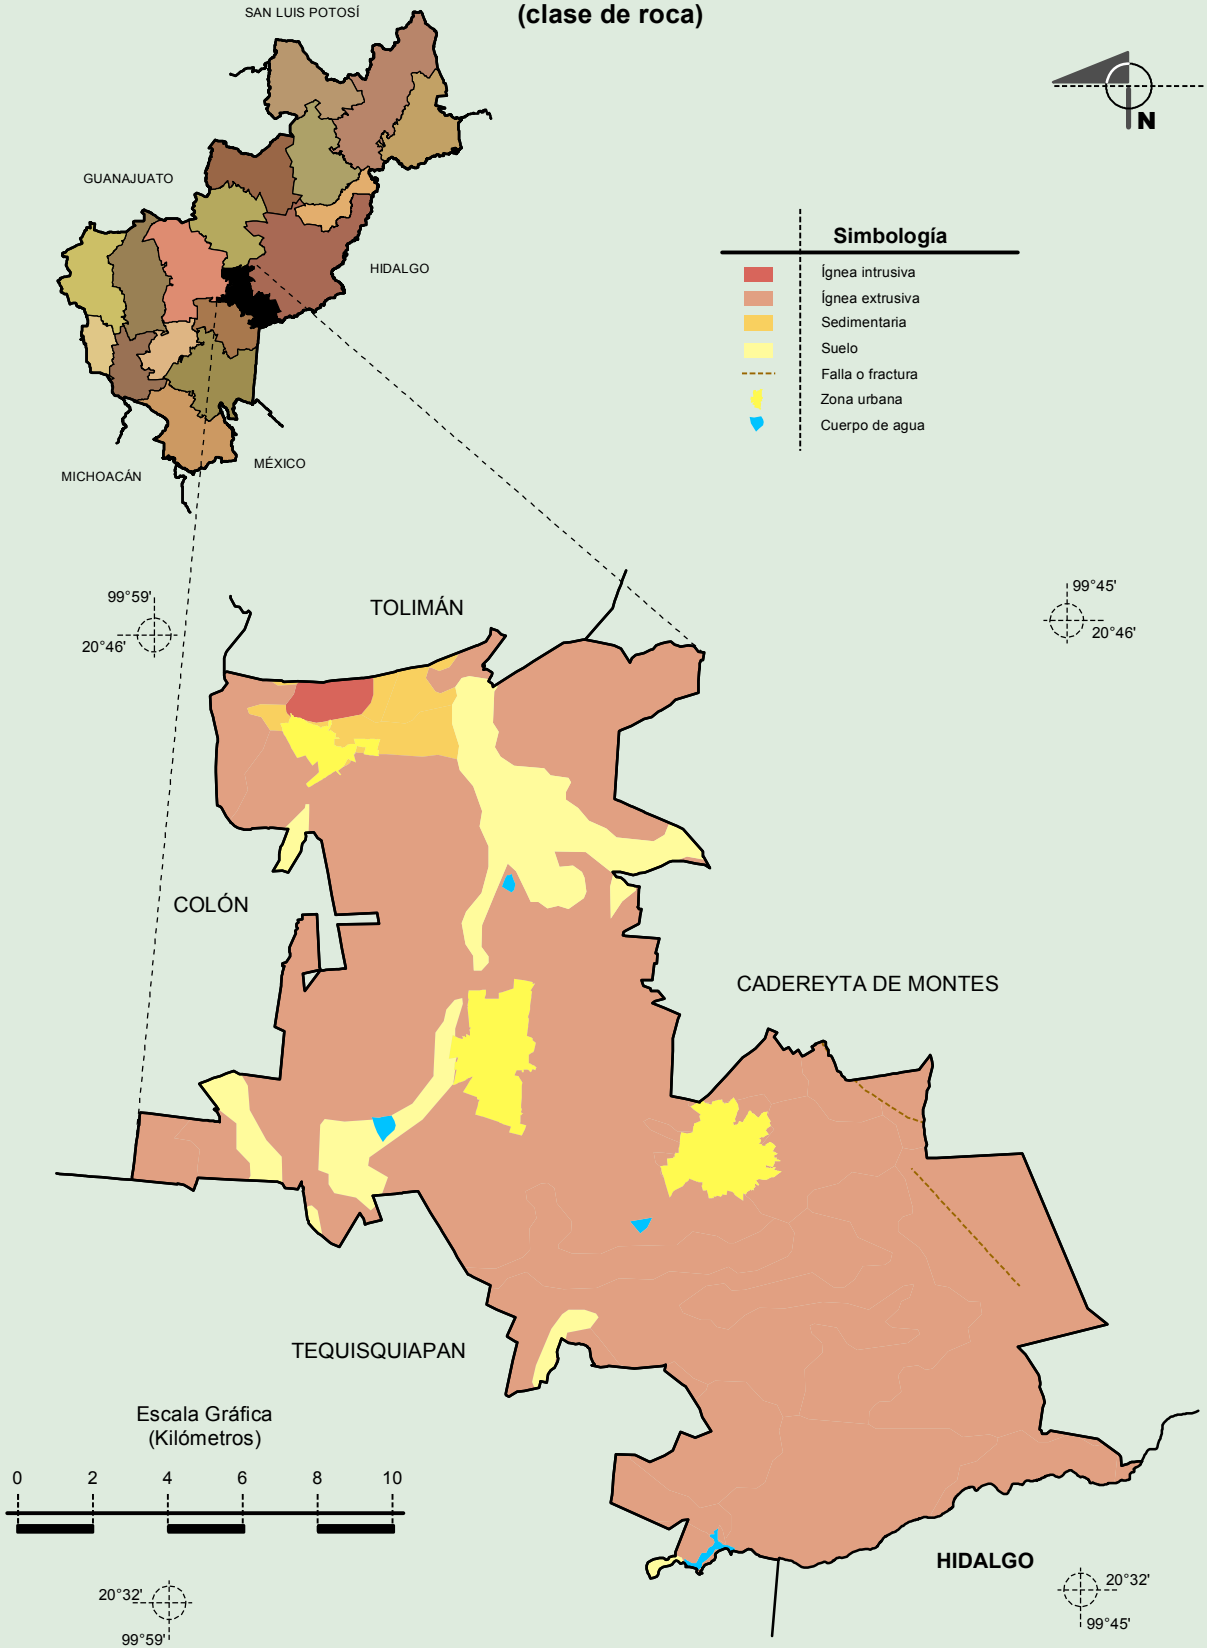 (clase de roca)
SAN LUIS POTOSÍ
GUANAJUATO
HIDALGO
MÉXICO
MICHOACÁN
N
Simbología
Ígnea intrusiva
Ígnea extrusiva
Sedimentaria
Suelo
Falla o fractura
Zona urbana
Cuerpo de agua
99°59'
20°46'
99°45'
20°46'
TOLIMÁN
COLÓN
CADEREYTA DE MONTES
TEQUISQUIAPAN
HIDALGO
Escala Gráfica
(Kilómetros)
0 2 4 6 8 10
20°32'
99°59'
20°32'
99°45'